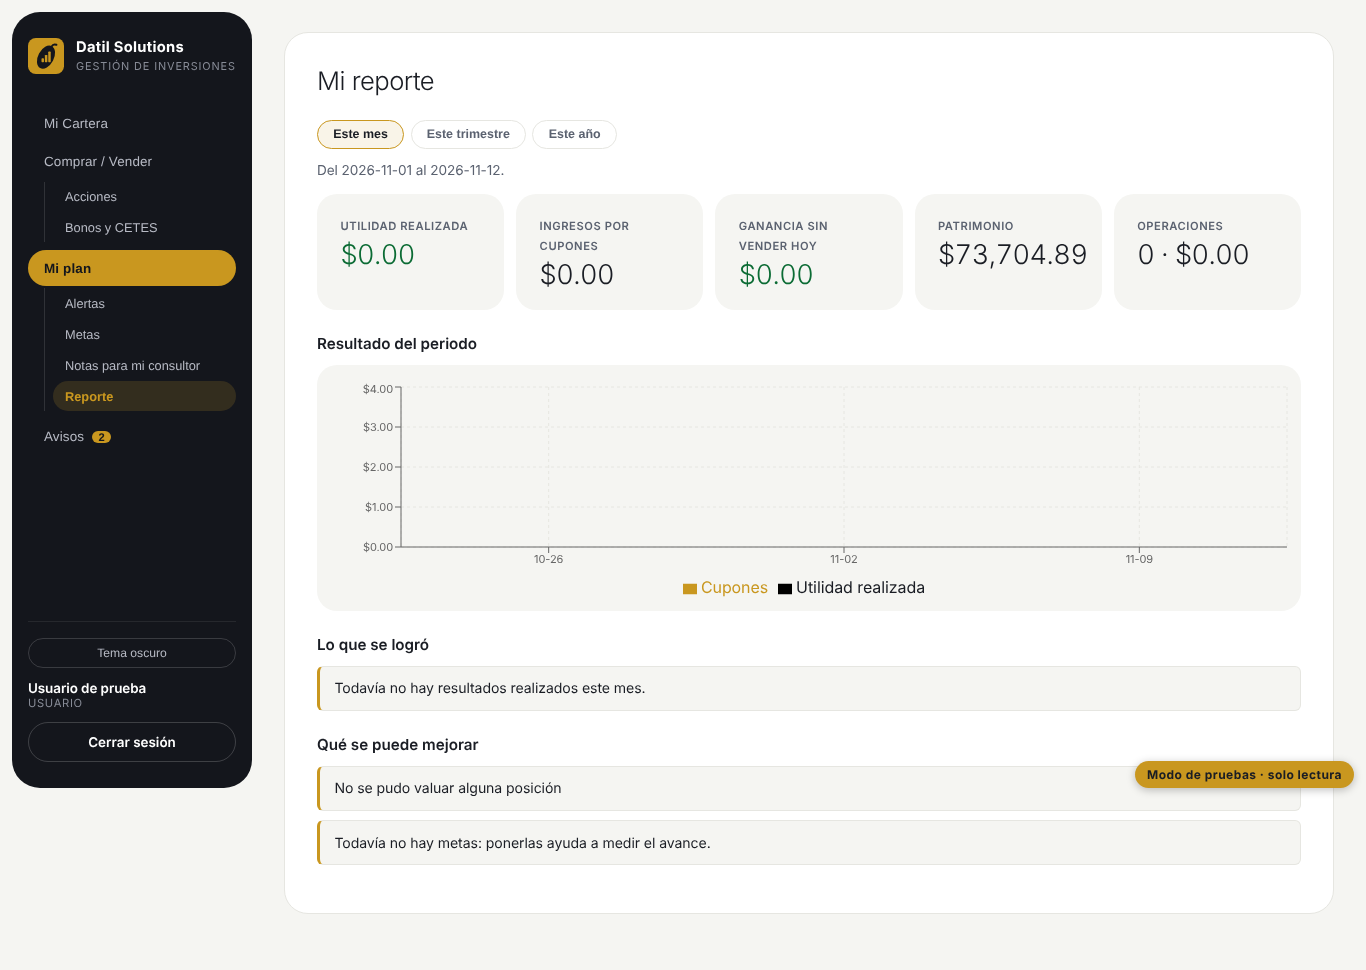 Datil Solutions
GESTIÓN DE INVERSIONES
Mi Cartera
Comprar / Vender
Acciones
Bonos y CETES
Mi plan
Alertas
Metas
Notas para mi consultor
Reporte
Avisos 2
Tema oscuro
Usuario de prueba
USUARIO
Cerrar sesión
Mi reporte
Este mes Este trimestre Este año
Del 2026-11-01 al 2026-11-12.
UTILIDAD REALIZADA
$0.00
INGRESOS POR
CUPONES
$0.00
GANANCIA SIN
VENDER HOY
$0.00
PATRIMONIO
$73,704.89
OPERACIONES
0 · $0.00
Resultado del periodo
$4.00
$3.00
$2.00
$1.00
$0.00
10-26 11-02 11-09
Cupones Utilidad realizada
Lo que se logró
Todavía no hay resultados realizados este mes.
Qué se puede mejorar
Modo de pruebas · solo lectura
No se pudo valuar alguna posición
Todavía no hay metas: ponerlas ayuda a medir el avance.